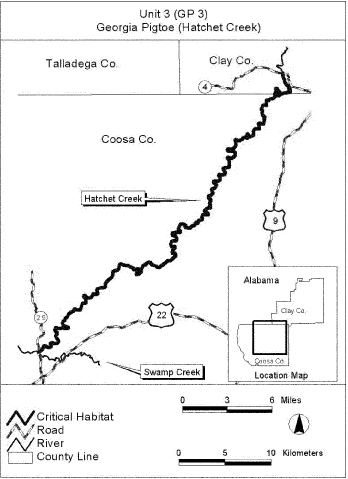 Unit 3 (GP 3)
Georgia Pigtoe (Hatchet Creek)
Talladega Co.
Clay Co.
4
Coosa Co.
Hatchet Creek
9
Alabama
Clay Co.
Coosa Co.
Location Map
29
22
Swamp Creek
Critical Habitat
Road
River
County Line
0 3 6 Miles
0 5 10 Kilometers